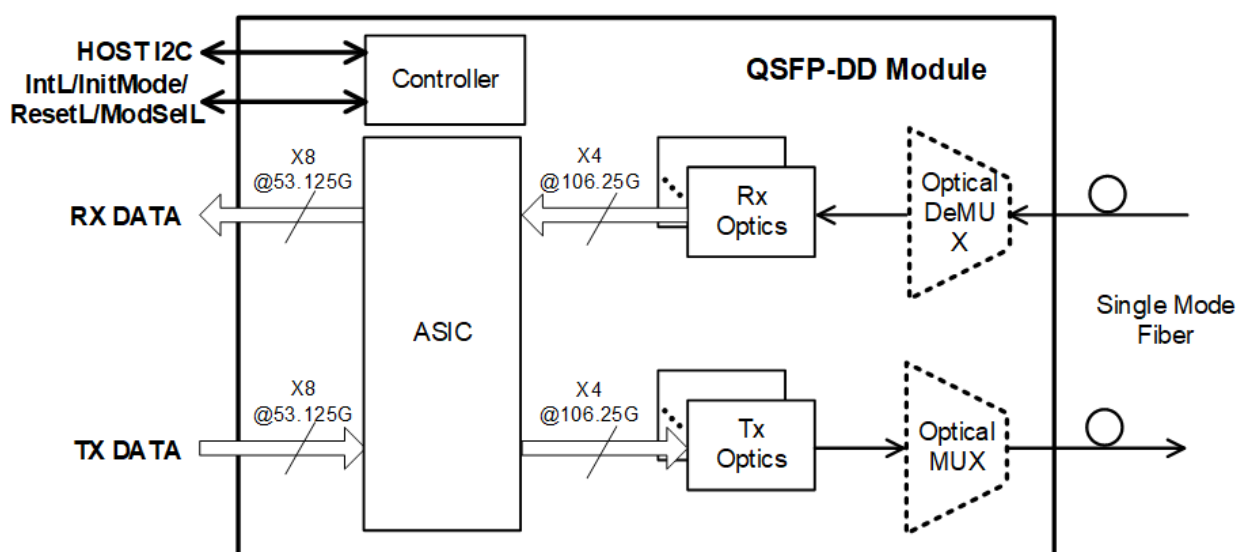 HOST I2C
IntL/InitMode/
ResetL/ModSelL
Controller
QSFP-DD Module
X8
@53.125G
X4
@106.25G
RX DATA
ASIC
Rx
Optics
Optical
DeMU
X
Single Mode
Fiber
X8
@53.125G
X4
@106.25G
TX DATA
Tx
Optics
Optical
MUX